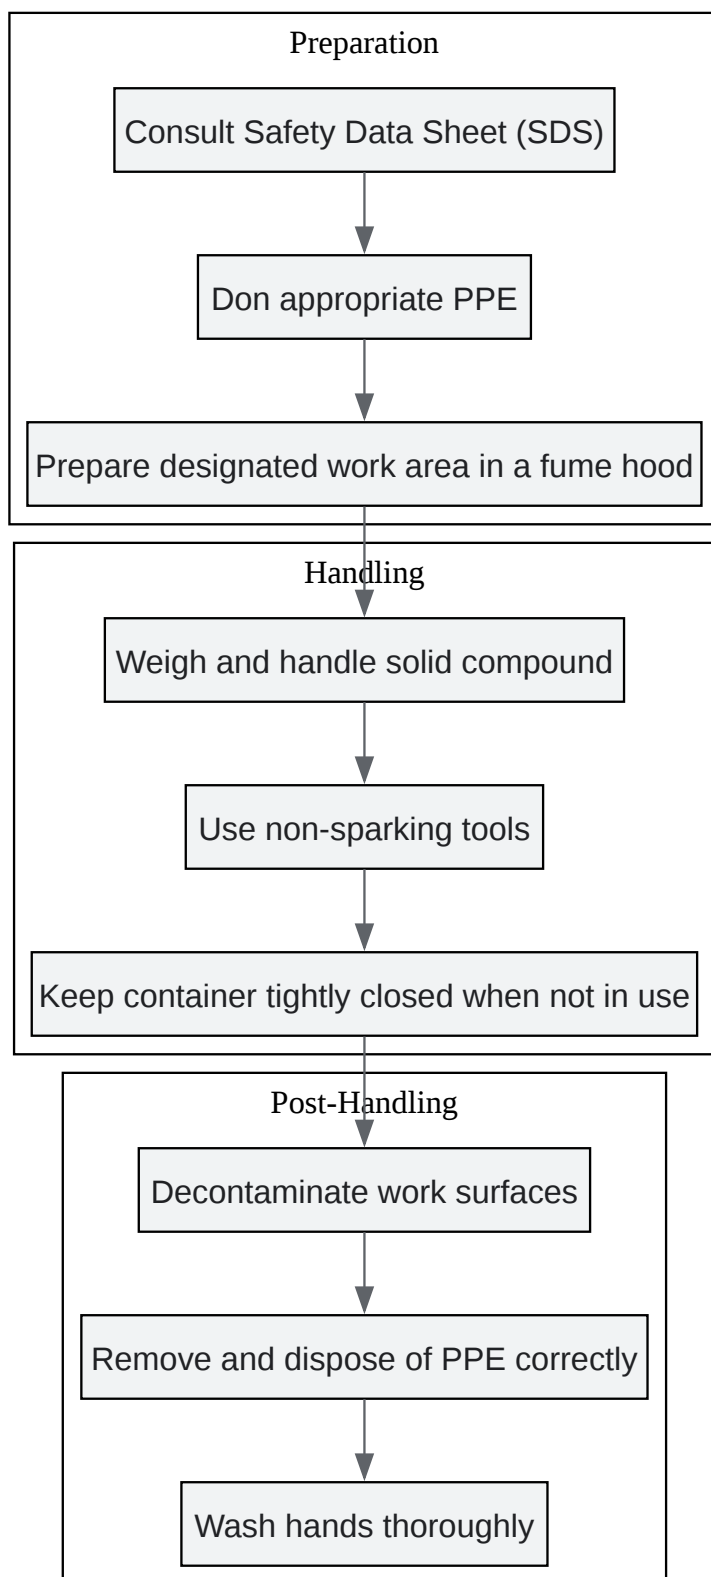 Preparation
Consult Safety Data Sheet (SDS)
Don appropriate PPE
Prepare designated work area in a fume hood
Handling
Weigh and handle solid compound
Use non-sparking tools
Keep container tightly closed when not in use
Post-Handling
Decontaminate work surfaces
Remove and dispose of PPE correctly
Wash hands thoroughly